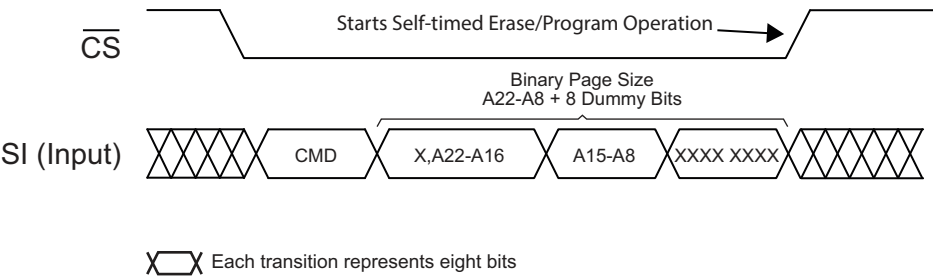 Starts Self-timed Erase/Program Operation
CS
Binary Page Size
A22-A8 + 8 Dummy Bits
SI (Input)
CMD
X,A22-A16
A15-A8
XXXX XXXX
Each transition represents eight bits